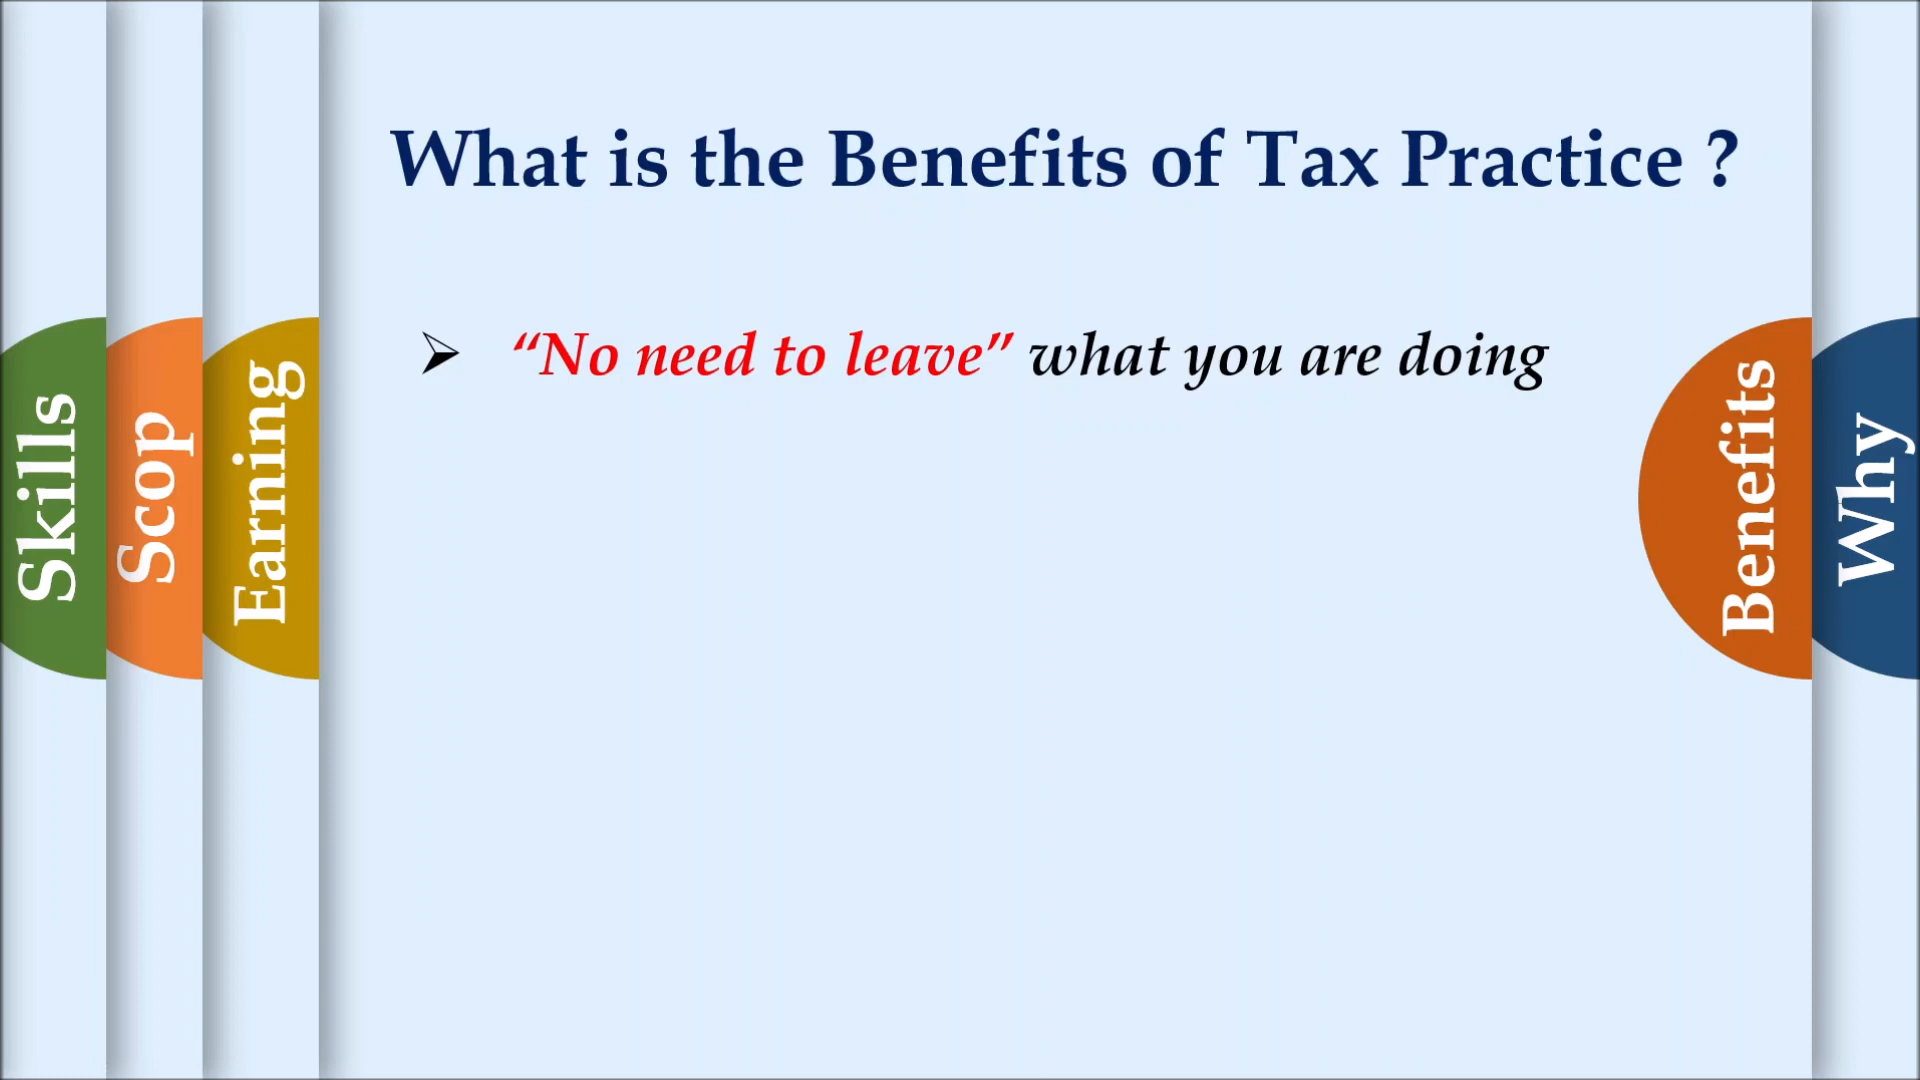 What is the Benefits of Tax Practice ?
➢ “No need to leave” what you are doing
Skills
Scop
Earning
Benefits
Why